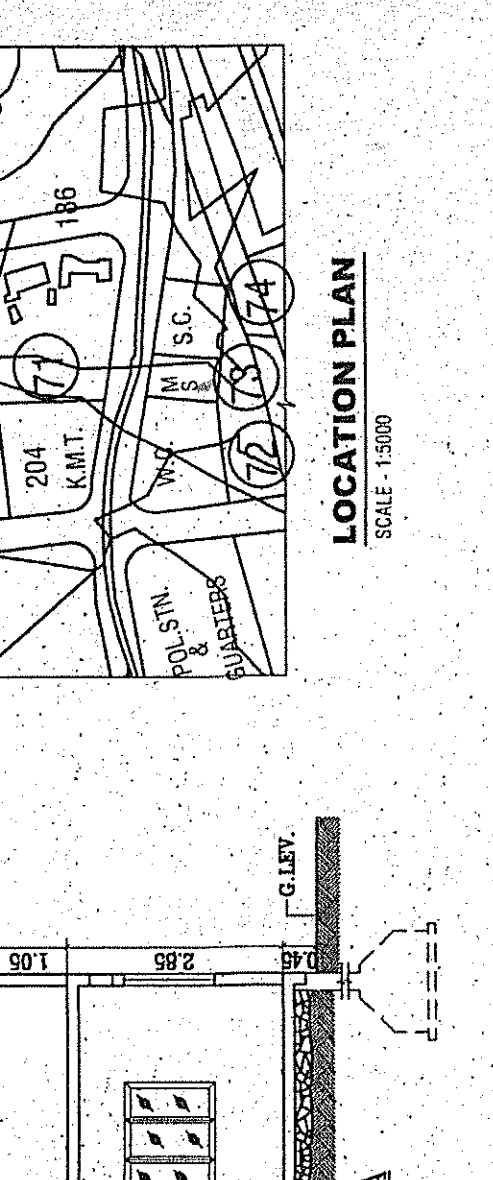 186
7
71
204
K.M.T.
S.C.
M
S
W.C.
74
73
72
POL.STN.
&
QUARTERS
LOCATION PLAN
SCALE - 1:5000
1.05
2.85
0.45
G.LEV.